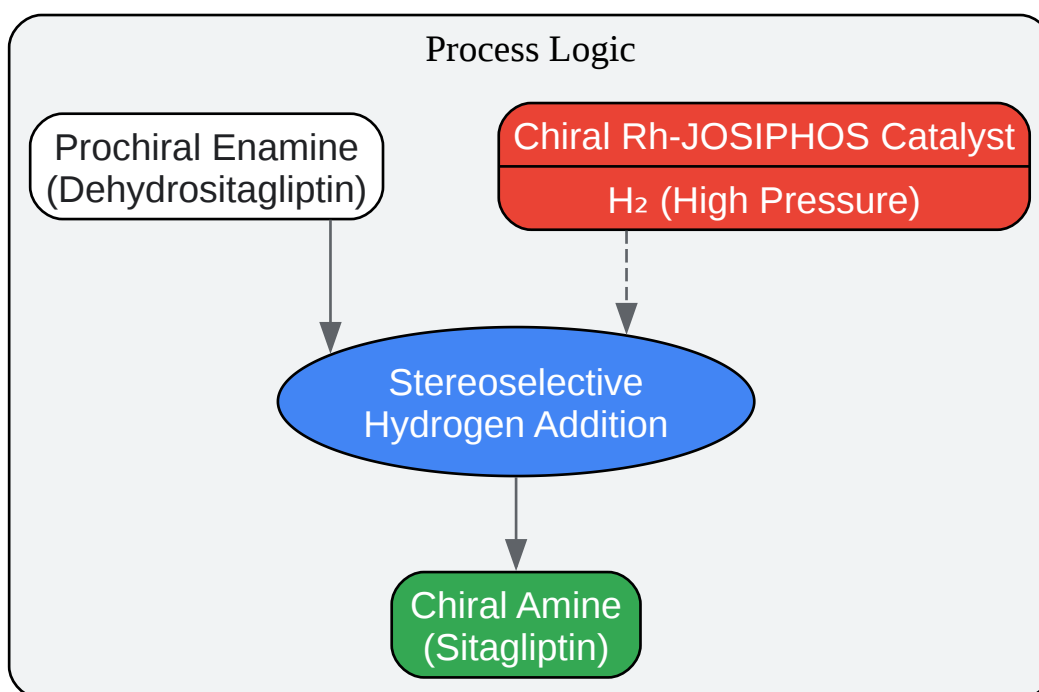 Process Logic
Prochiral Enamine
(Dehydrositagliptin)
Chiral Rh-JOSIPHOS Catalyst
H₂ (High Pressure)
Stereoselective
Hydrogen Addition
Chiral Amine
(Sitagliptin)